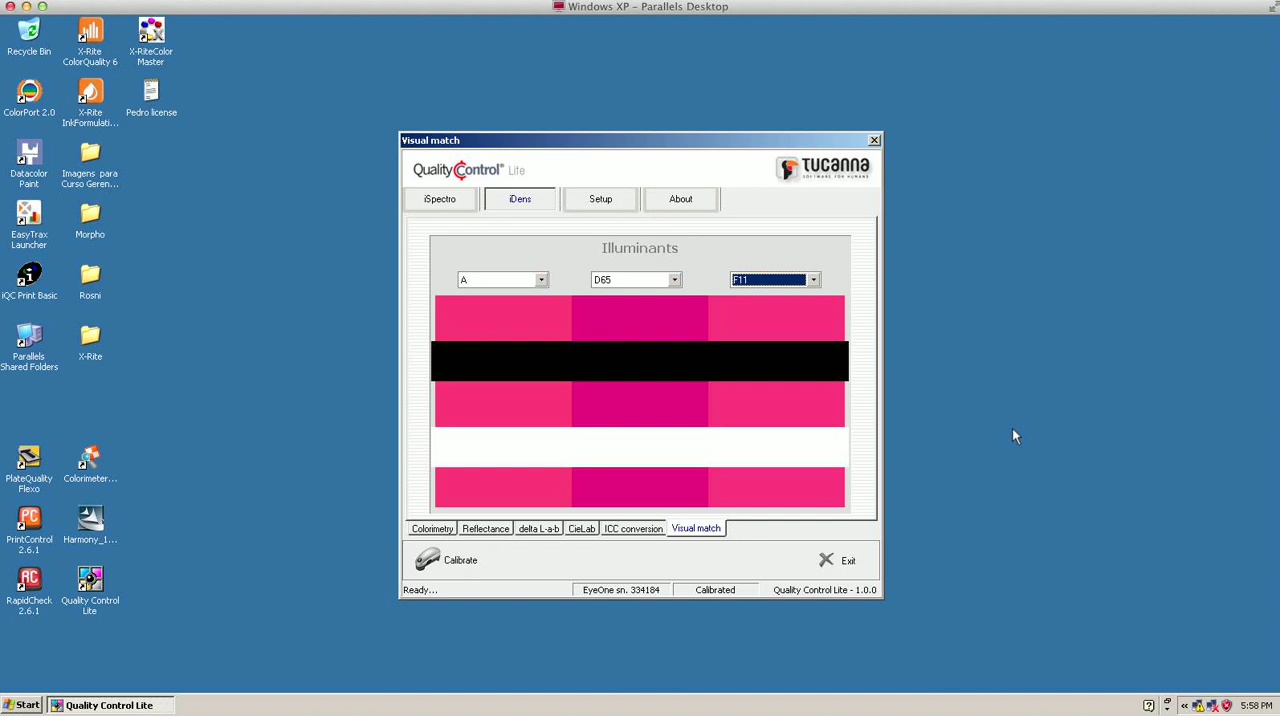 Windows XP - Parallels Desktop
Recycle Bin
X-Rite
ColorQuality 6
X-RiteColor
Master
ColorPort 2.0
X-Rite
InkFormulati...
Pedro license
Datacolor
Paint
Imagens para
Curso Geren...
EasyTrax
Launcher
Morpho
iQC Print Basic
Rosni
Parallels
Shared Folders
X-Rite
PlateQuality
Flexo
Colorimeter...
PrintControl
2.6.1
Harmony_1...
RapidCheck
2.6.1
Quality Control
Lite
Visual match
QualityControl® Lite
TUCANNA
SOFTWARE FOR HUMANS
iSpectro
iDens
Setup
About
Illuminants
A
D65
F11
Colorimetry
Reflectance
delta L-a-b
CieLab
ICC conversion
Visual match
Calibrate
Exit
Ready...
EyeOne sn. 334184
Calibrated
Quality Control Lite - 1.0.0
Start
Quality Control Lite
5:58 PM